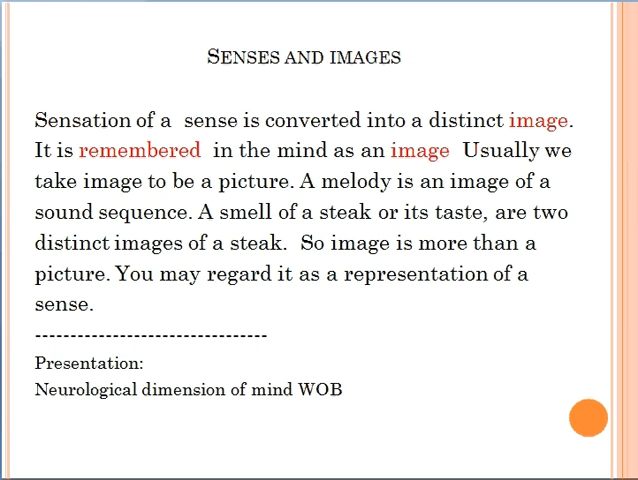 SENSES AND IMAGES
Sensation of a sense is converted into a distinct image.
It is remembered in the mind as an image Usually we
take image to be a picture. A melody is an image of a
sound sequence. A smell of a steak or its taste, are two
distinct images of a steak. So image is more than a
picture. You may regard it as a representation of a
sense.
---------------------------------
Presentation:
Neurological dimension of mind WOB